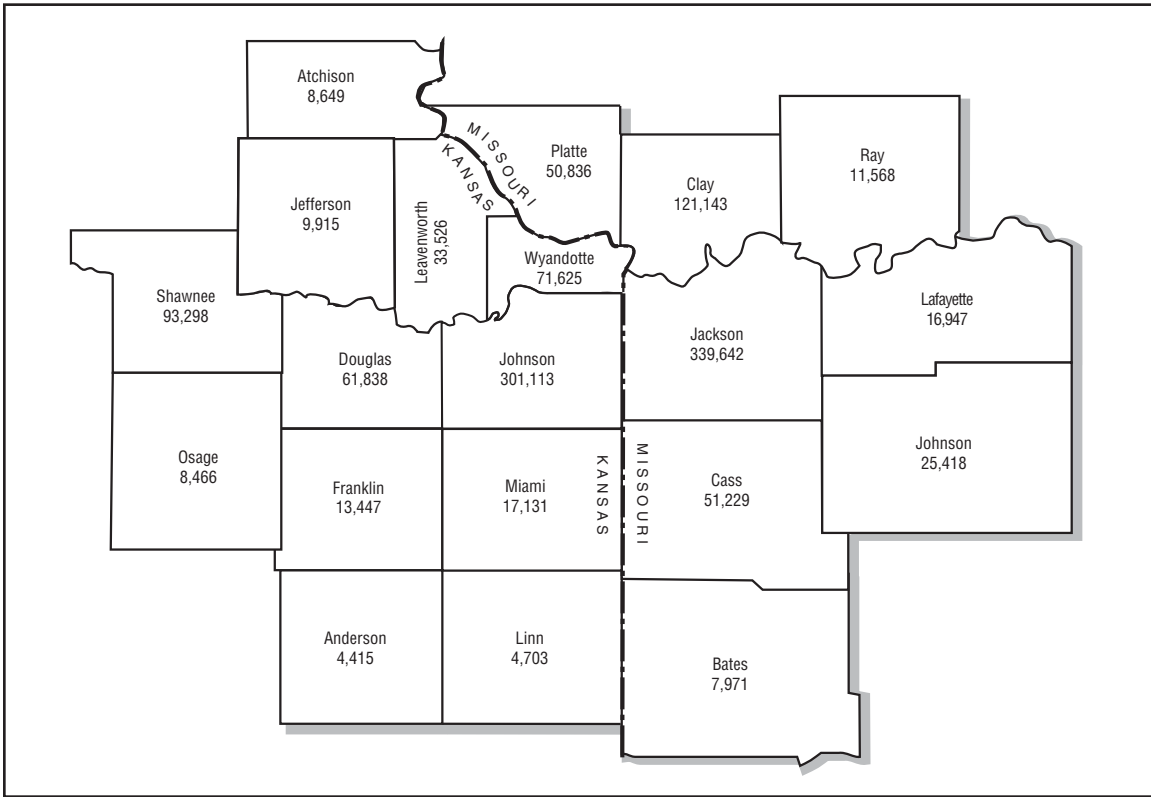 Atchison
8,649
MISSOURI
KANSAS
Platte
50,836
Clay
121,143
Ray
11,568
Jefferson
9,915
Leavenworth
33,526
Wyandotte
71,625
Shawnee
93,298
Douglas
61,838
Johnson
301,113
Jackson
339,642
Lafayette
16,947
Osage
8,466
Franklin
13,447
Miami
17,131
KANSAS
MISSOURI
Cass
51,229
Johnson
25,418
Anderson
4,415
Linn
4,703
Bates
7,971